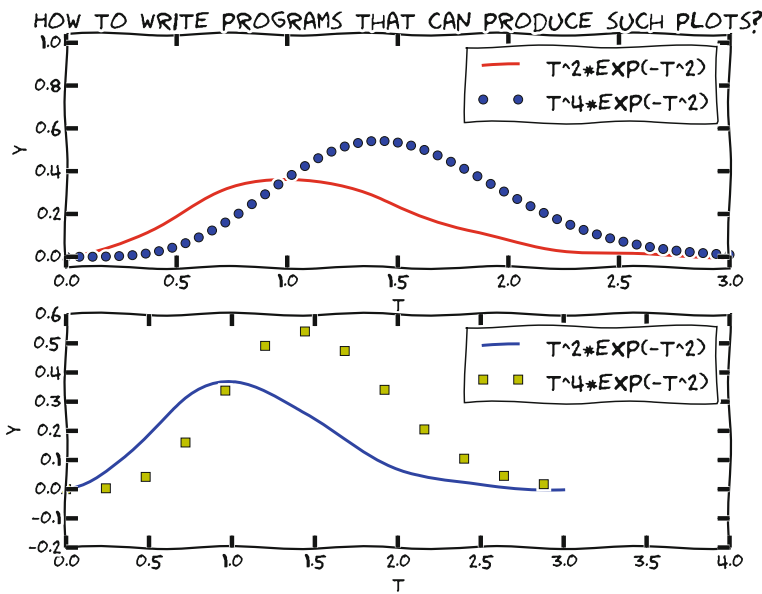 HOW TO WRITE PROGRAMS THAT CAN PRODUCE SUCH PLOTS?
1.0
0.8
0.6
0.4
0.2
0.0
Y
T^2*EXP(-T^2)
T^4*EXP(-T^2)
0.0 0.5 1.0 1.5 2.0 2.5 3.0
T
0.6
0.5
0.4
0.3
0.2
0.1
0.0
-0.1
-0.2
Y
T^2*EXP(-T^2)
T^4*EXP(-T^2)
0.0 0.5 1.0 1.5 2.0 2.5 3.0 3.5 4.0
T